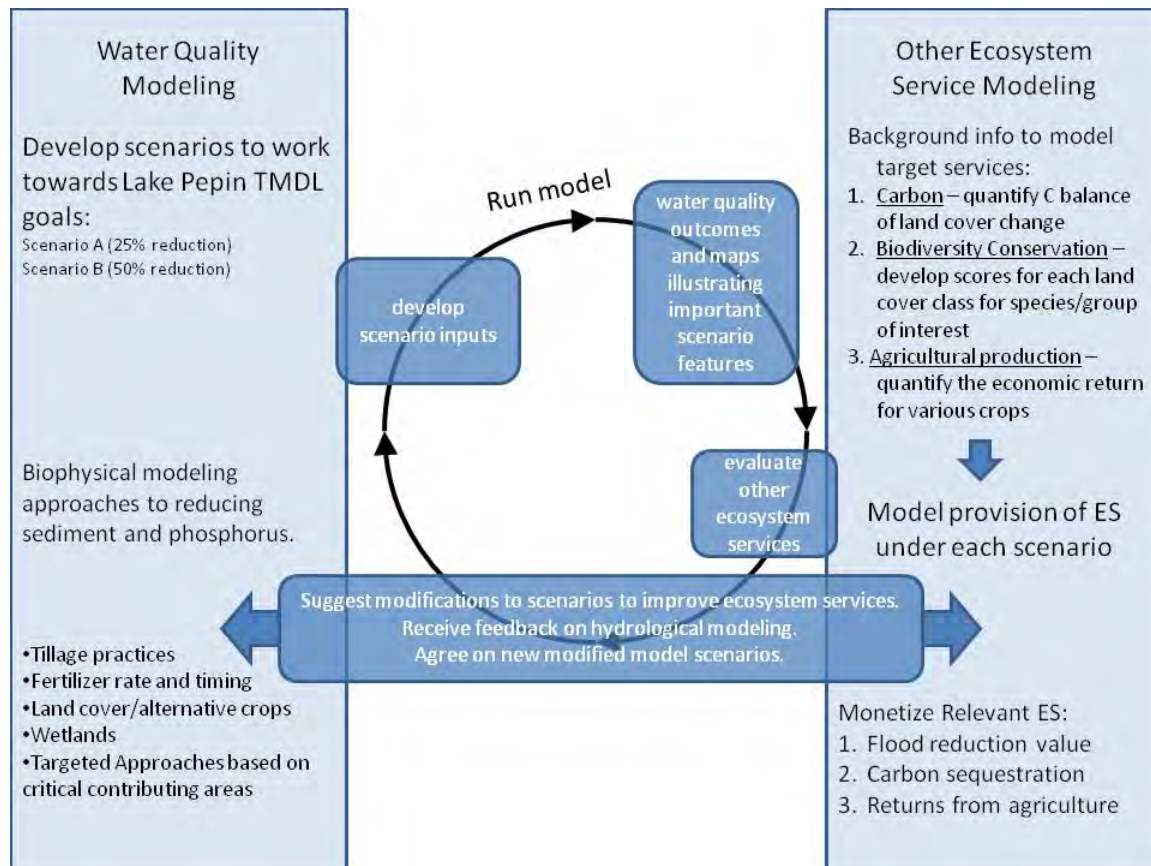 Water Quality
Modeling
Develop scenarios to work
towards Lake Pepin TMDL
goals:
Scenario A (25% reduction)
Scenario B (50% reduction)
Biophysical modeling
approaches to reducing
sediment and phosphorus.
•Tillage practices
•Fertilizer rate and timing
•Land cover/alternative crops
•Wetlands
•Targeted Approaches based on
critical contributing areas
Run model
develop
scenario inputs
water quality
outcomes
and maps
illustrating
important
scenario
features
evaluate
other
ecosystem
services
Suggest modifications to scenarios to improve ecosystem services.
Receive feedback on hydrological modeling.
Agree on new modified model scenarios.
Other Ecosystem
Service Modeling
Background info to model
target services:
1. Carbon – quantify C balance
of land cover change
2. Biodiversity Conservation –
develop scores for each land
cover class for species/group
of interest
3. Agricultural production –
quantify the economic return
for various crops
Model provision of ES
under each scenario
Monetize Relevant ES:
1. Flood reduction value
2. Carbon sequestration
3. Returns from agriculture